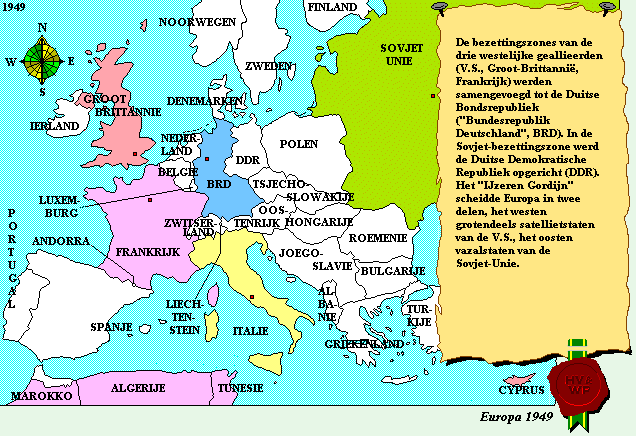 1949
NOORWEGEN
FINLAND
N
W E
S
ZWEDEN
SOVJET
UNIE
GROOT
BRITTANNIE
IERLAND
DENEMARKEN
NEDER-
LAND
BELGIE
DDR
POLEN
BRD
LUXEM-
BURG
TSJECHO-
SLOWAKIJE
OOS-
TENRIJK
HONGARIJE
ZWITSER-
LAND
ANDORRA
FRANKRIJK
PORTUGAL
ROEMENIE
JOEGO-
SLAVIE
BULGARIJE
LIECH-
TEN-
STEIN
AL-
BA-
NIE
TUR-
KIJE
SPANJE
ITALIE
GRIEKENLAND
MAROKKO
ALGERIJE
TUNESIE
CYPRUS
De bezettingszones van de
drie westelijke geallieerden
(V.S., Groot-Brittannië,
Frankrijk) werden
samengevoegd tot de Duitse
Bondsrepubliek
("Bundesrepublik
Deutschland", BRD). In de
Sovjet-bezettingszone werd
de Duitse Demokratische
Republiek opgericht (DDR).
Het "IJzeren Gordijn"
scheidde Europa in twee
delen, het westen
grotendeels satellietstaten
van de V.S., het oosten
vazalstaten van de
Sovjet-Unie.
Europa 1949